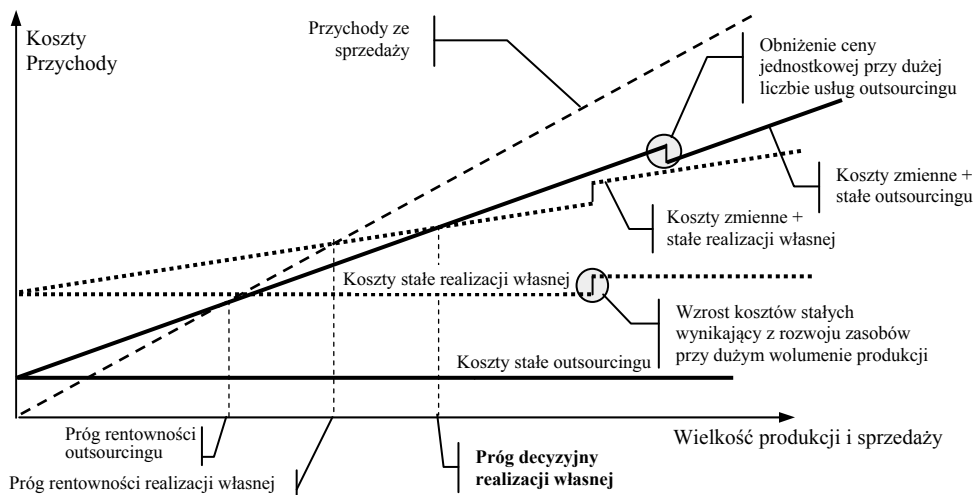 Koszty
Przychody
Przychody ze
sprzedaży
Obniżenie ceny
jednostkowej przy dużej
liczbie usług outsourcingu
Koszty zmienne +
stałe outsourcingu
Koszty zmienne +
stałe realizacji własnej
Koszty stałe realizacji własnej
Wzrost kosztów stałych
wynikający z rozwoju zasobów
przy dużym wolumenie produkcji
Koszty stałe outsourcingu
Wielkość produkcji i sprzedaży
Próg rentowności
outsourcingu
Próg rentowności realizacji własnej
Próg decyzyjny
realizacji własnej